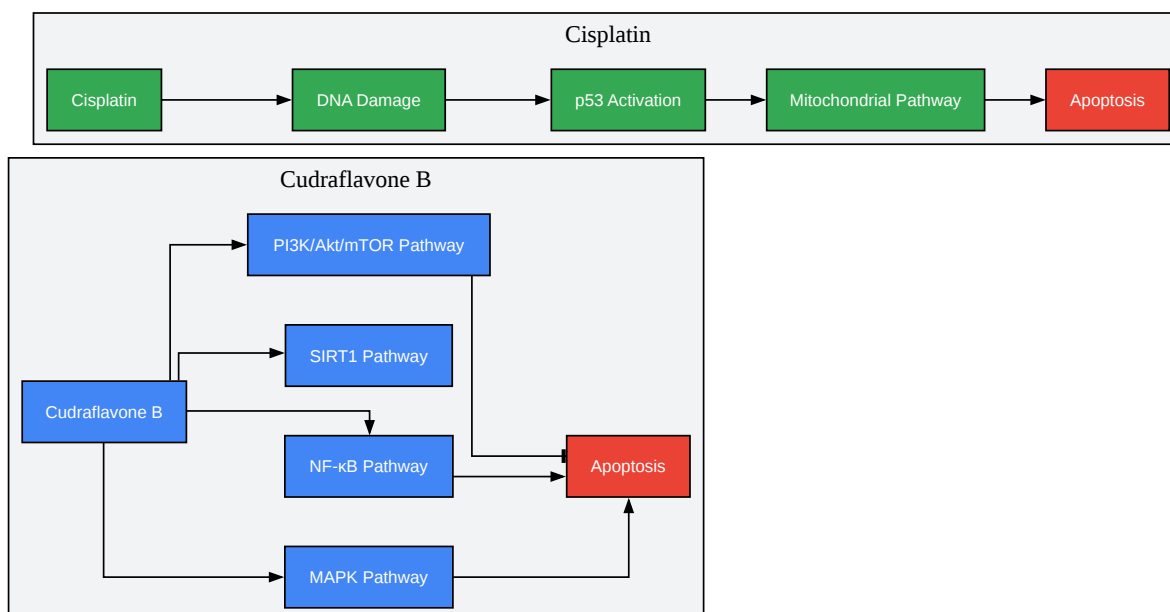 Cisplatin
Cisplatin
DNA Damage
p53 Activation
Mitochondrial Pathway
Apoptosis
Cudraflavone B
PI3K/Akt/mTOR Pathway
SIRT1 Pathway
Cudraflavone B
NF-κB Pathway
Apoptosis
MAPK Pathway